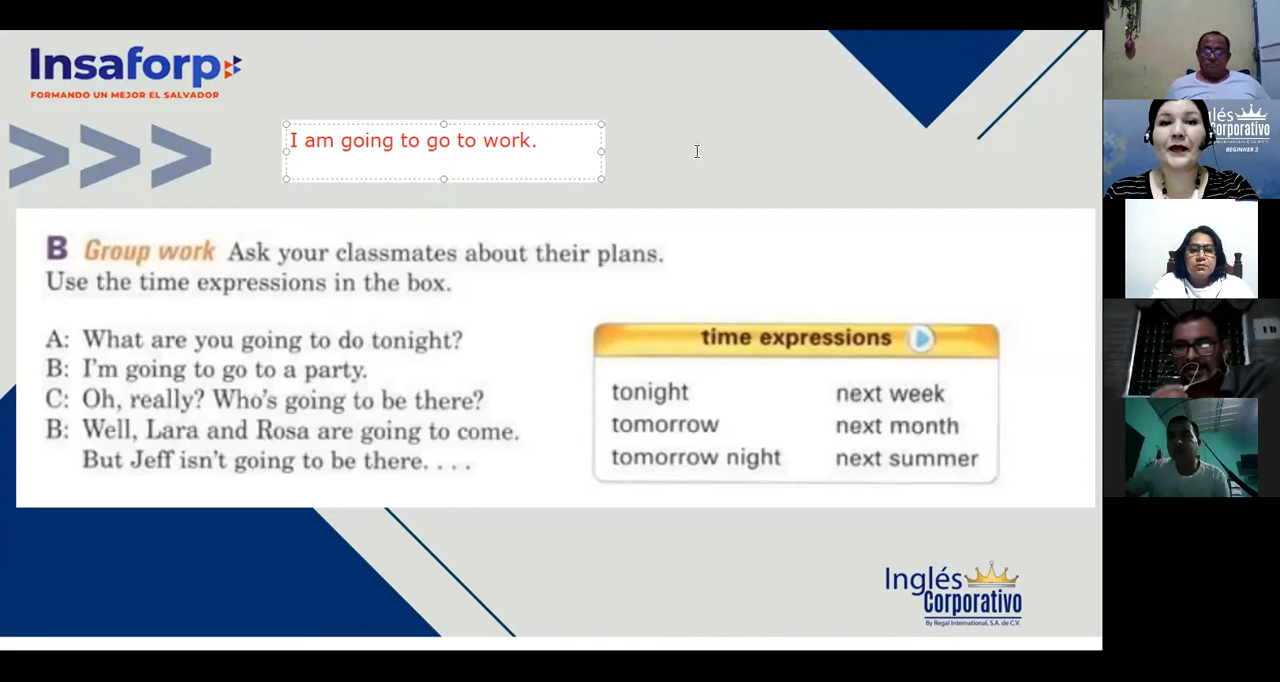 Insaforp
FORMANDO UN MEJOR EL SALVADOR
I am going to go to work.
B Group work Ask your classmates about their plans.
Use the time expressions in the box.
A: What are you going to do tonight?
B: I'm going to go to a party.
C: Oh, really? Who's going to be there?
B: Well, Lara and Rosa are going to come.
But Jeff isn't going to be there. . . .
time expressions
tonight next week
tomorrow next month
tomorrow night next summer
Inglés
Corporativo
By Regal International, S.A. de C.V.
glés
Corporativo
BEGINNER 3